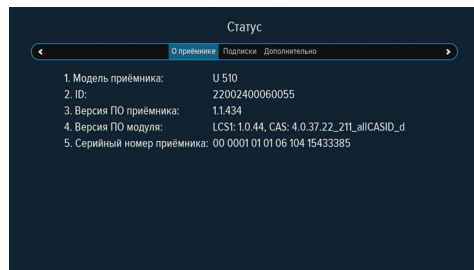 Статус
О приёмнике Подписки Дополнительно
1. Модель приёмника: U 510
2. ID: 22002400060055
3. Версия ПО приёмника: 1.1.434
4. Версия ПО модуля: LCS1: 1.0.44, CAS: 4.0.37.22_211_allCASID_d
5. Серийный номер приёмника: 00 0001 01 01 06 104 15433385